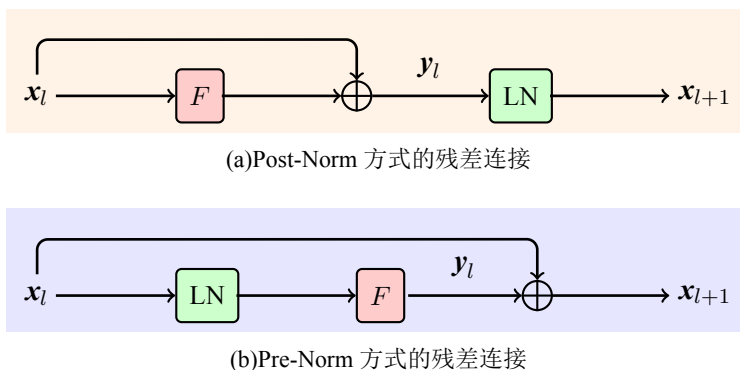 y_l
x_l F LN x_{l+1}
(a)Post-Norm 方式的残差连接
y_l
x_l LN F x_{l+1}
(b)Pre-Norm 方式的残差连接